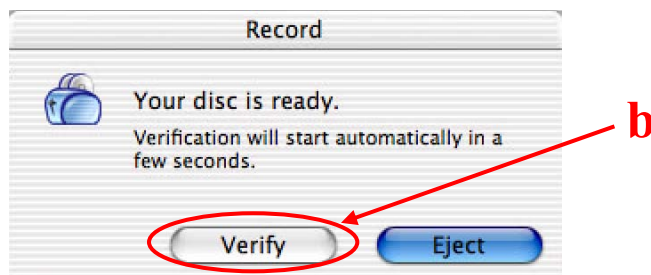 Record
Your disc is ready.
Verification will start automatically in a
few seconds.
b
Verify Eject